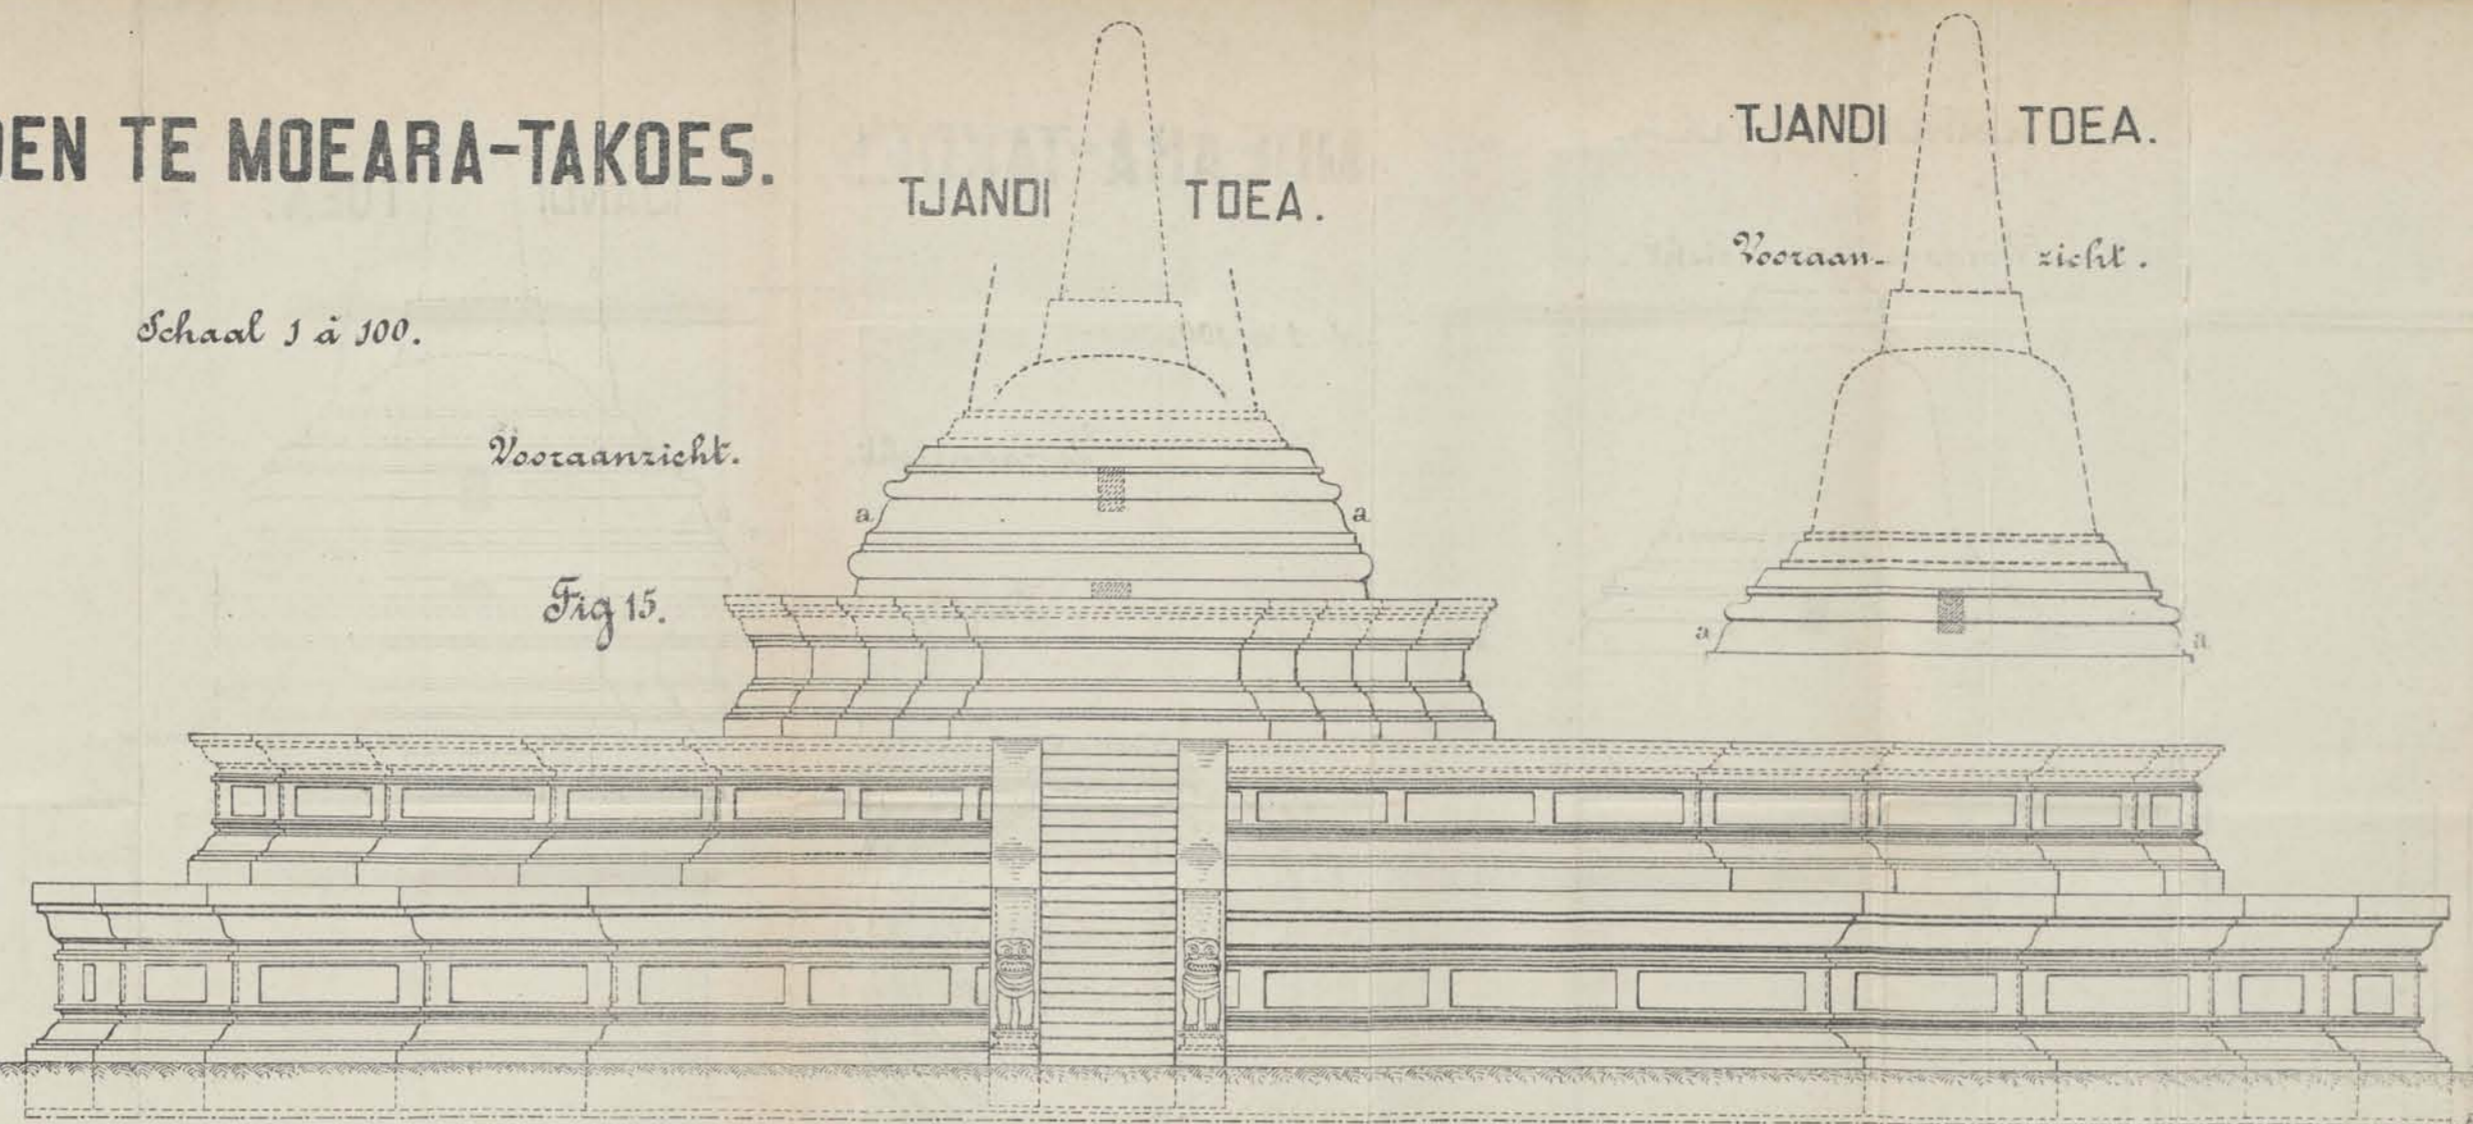 DEN TE MOEARA-TAKOES.
Schaal 1 à 100.
Vooraanzicht.
Fig 15.
TJANDI TOEA.
a a
TJANDI TOEA.
Vooraan- zicht.
a a